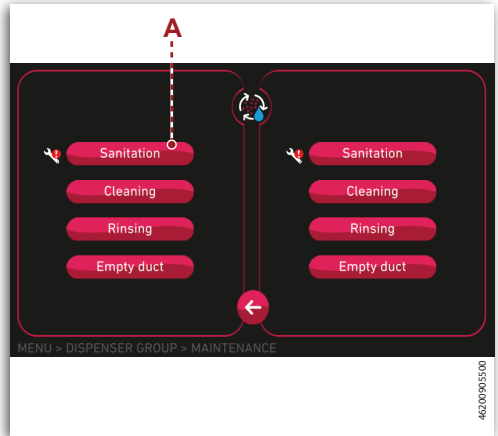 A
Sanitation
Cleaning
Rinsing
Empty duct
Sanitation
Cleaning
Rinsing
Empty duct
MENU > DISPENSER GROUP > MAINTENANCE
46200905500